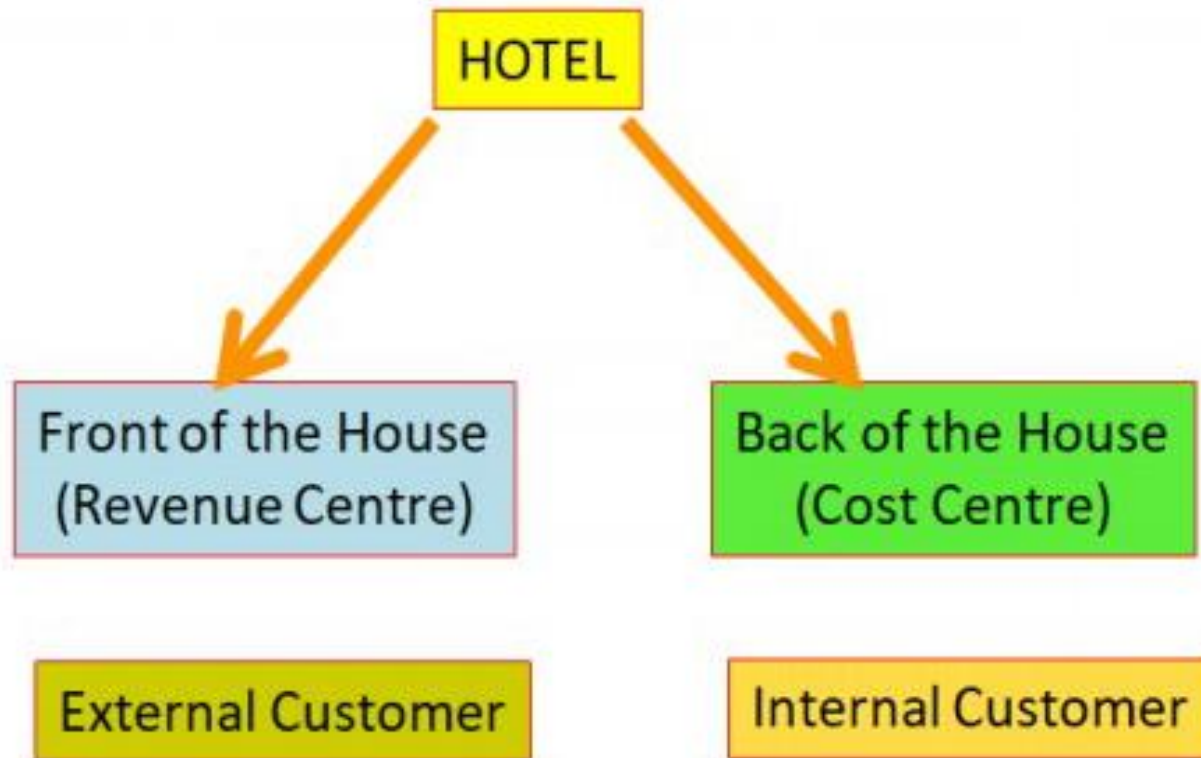 HOTEL
Front of the House
(Revenue Centre)
Back of the House
(Cost Centre)
External Customer
Internal Customer